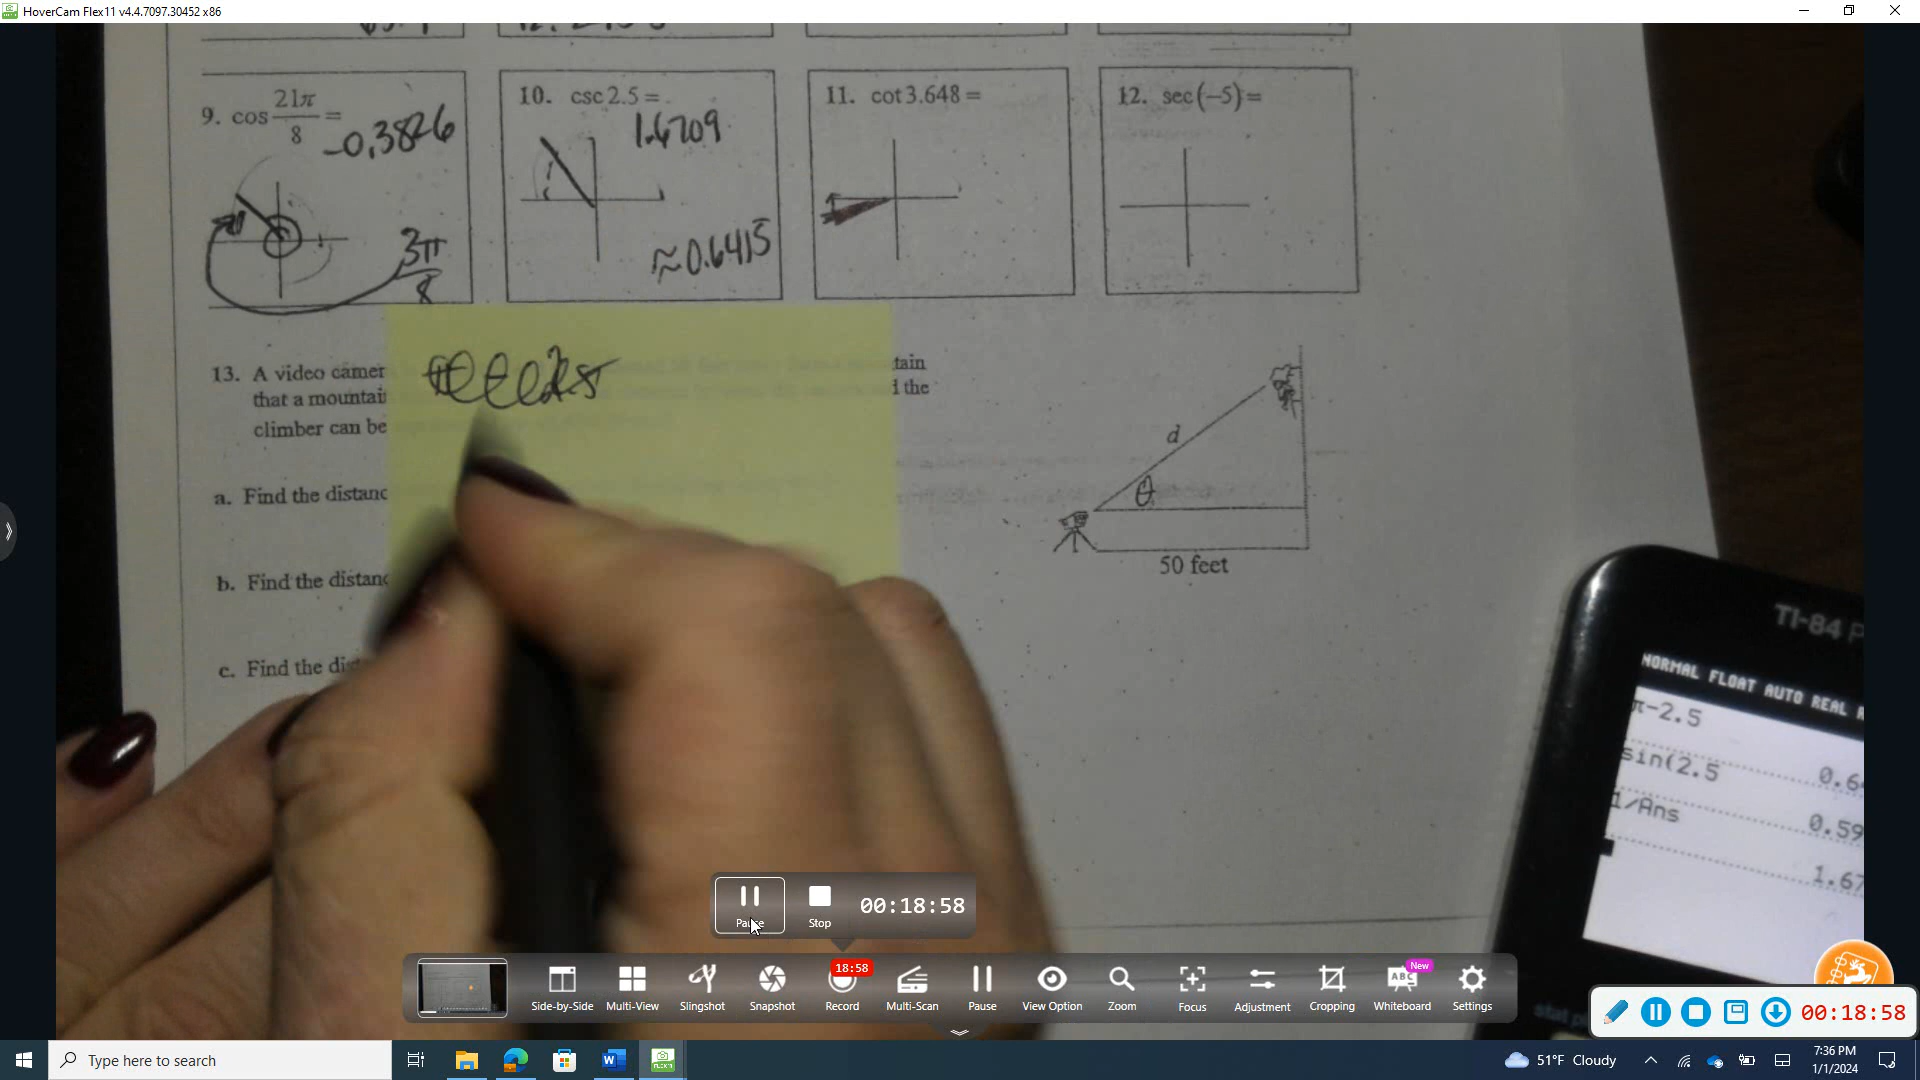 HoverCam Flex11 v4.4.7097.30452 x86
9. cos 21π/8 = -0.3826
3π/8
10. csc 2.5 =
1.6709
≈0.6415
11. cot 3.648 =
12. sec(-5) =
13. A video camer
tain
that a mountai
d the
climber can be
a. Find the distanc
b. Find the distanc
c. Find the dist
d
θ
50 feet
TI-84 P
NORMAL FLOAT AUTO REAL
π-2.5
0.6
sin(2.5
0.59
1/Ans
1.67
Pause
Stop
00:18:58
18:58
New
ABC
Side-by-Side
Multi-View
Slingshot
Snapshot
Record
Multi-Scan
Pause
View Option
Zoom
Focus
Adjustment
Cropping
Whiteboard
Settings
00:18:58
Type here to search
51°F Cloudy
7:36 PM
1/1/2024